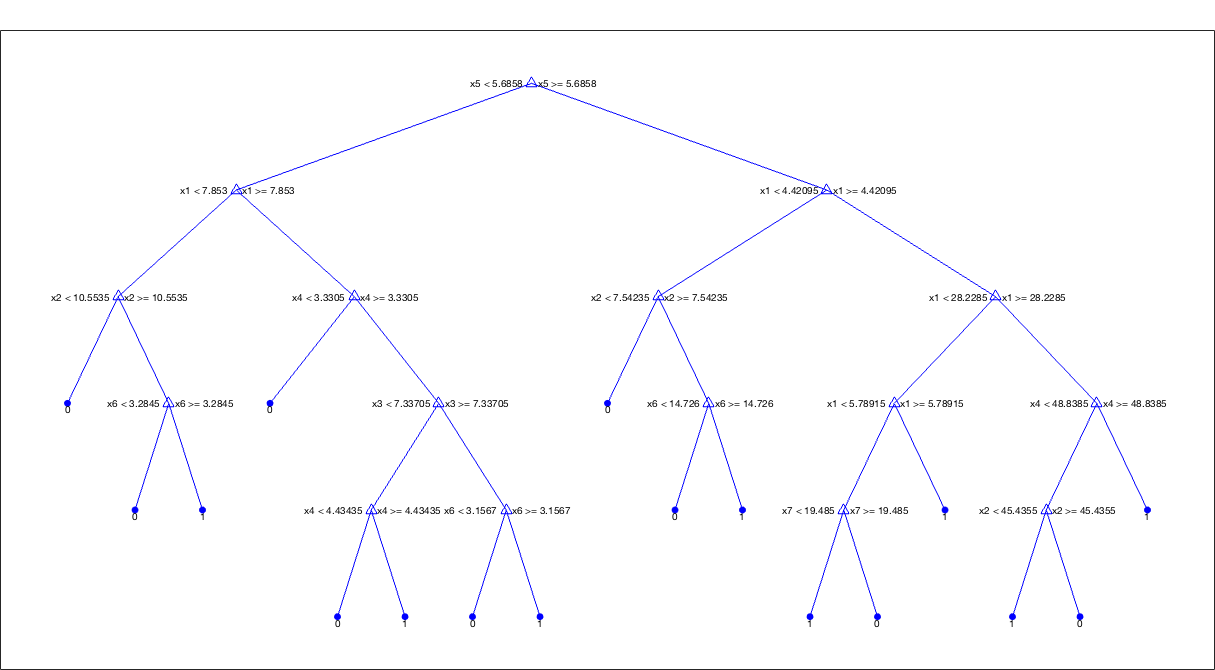 x5 < 5.6858 x5 >= 5.6858
x1 < 7.853 x1 >= 7.853 x1 < 4.42095 x1 >= 4.42095
x2 < 10.5535 x2 >= 10.5535 x4 < 3.3305 x4 >= 3.3305 x2 < 7.54235 x2 >= 7.54235 x1 < 28.2285 x1 >= 28.2285
0 x6 < 3.2845 x6 >= 3.2845 0 x3 < 7.33705 x3 >= 7.33705 0 x6 < 14.726 x6 >= 14.726 x1 < 5.78915 x1 >= 5.78915 x4 < 48.8385 x4 >= 48.8385
0 1 x4 < 4.43435 x4 >= 4.43435 x6 < 3.1567 x6 >= 3.1567 0 1 x7 < 19.485 x7 >= 19.485 1 x2 < 45.4355 x2 >= 45.4355 1
0 1 0 1 1 0 1 0